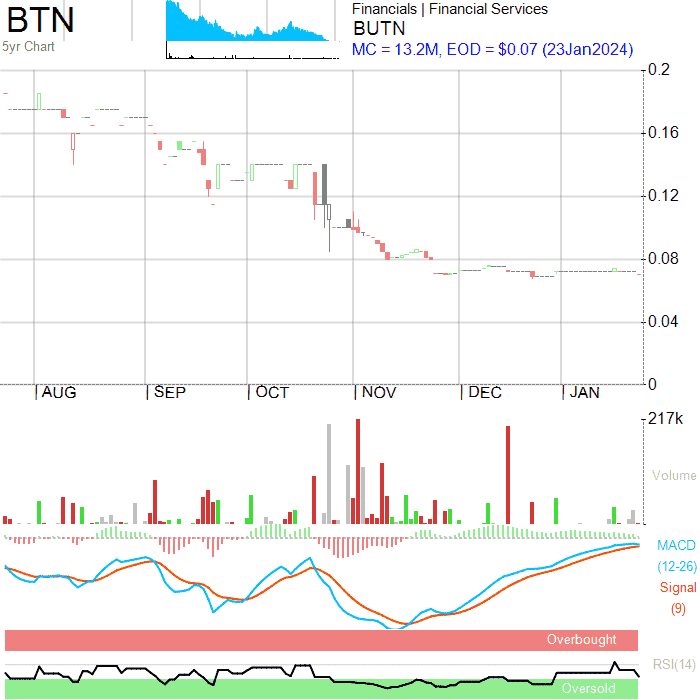 BTN
5yr Chart
Financials | Financial Services
BUTN
MC = 13.2M, EOD = $0.07 (23Jan2024)
0.2
0.16
0.12
0.08
0.04
0
AUG SEP OCT NOV DEC JAN
217k
Volume
MACD
(12-26)
Signal
(9)
Overbought
RSI(14)
Oversold